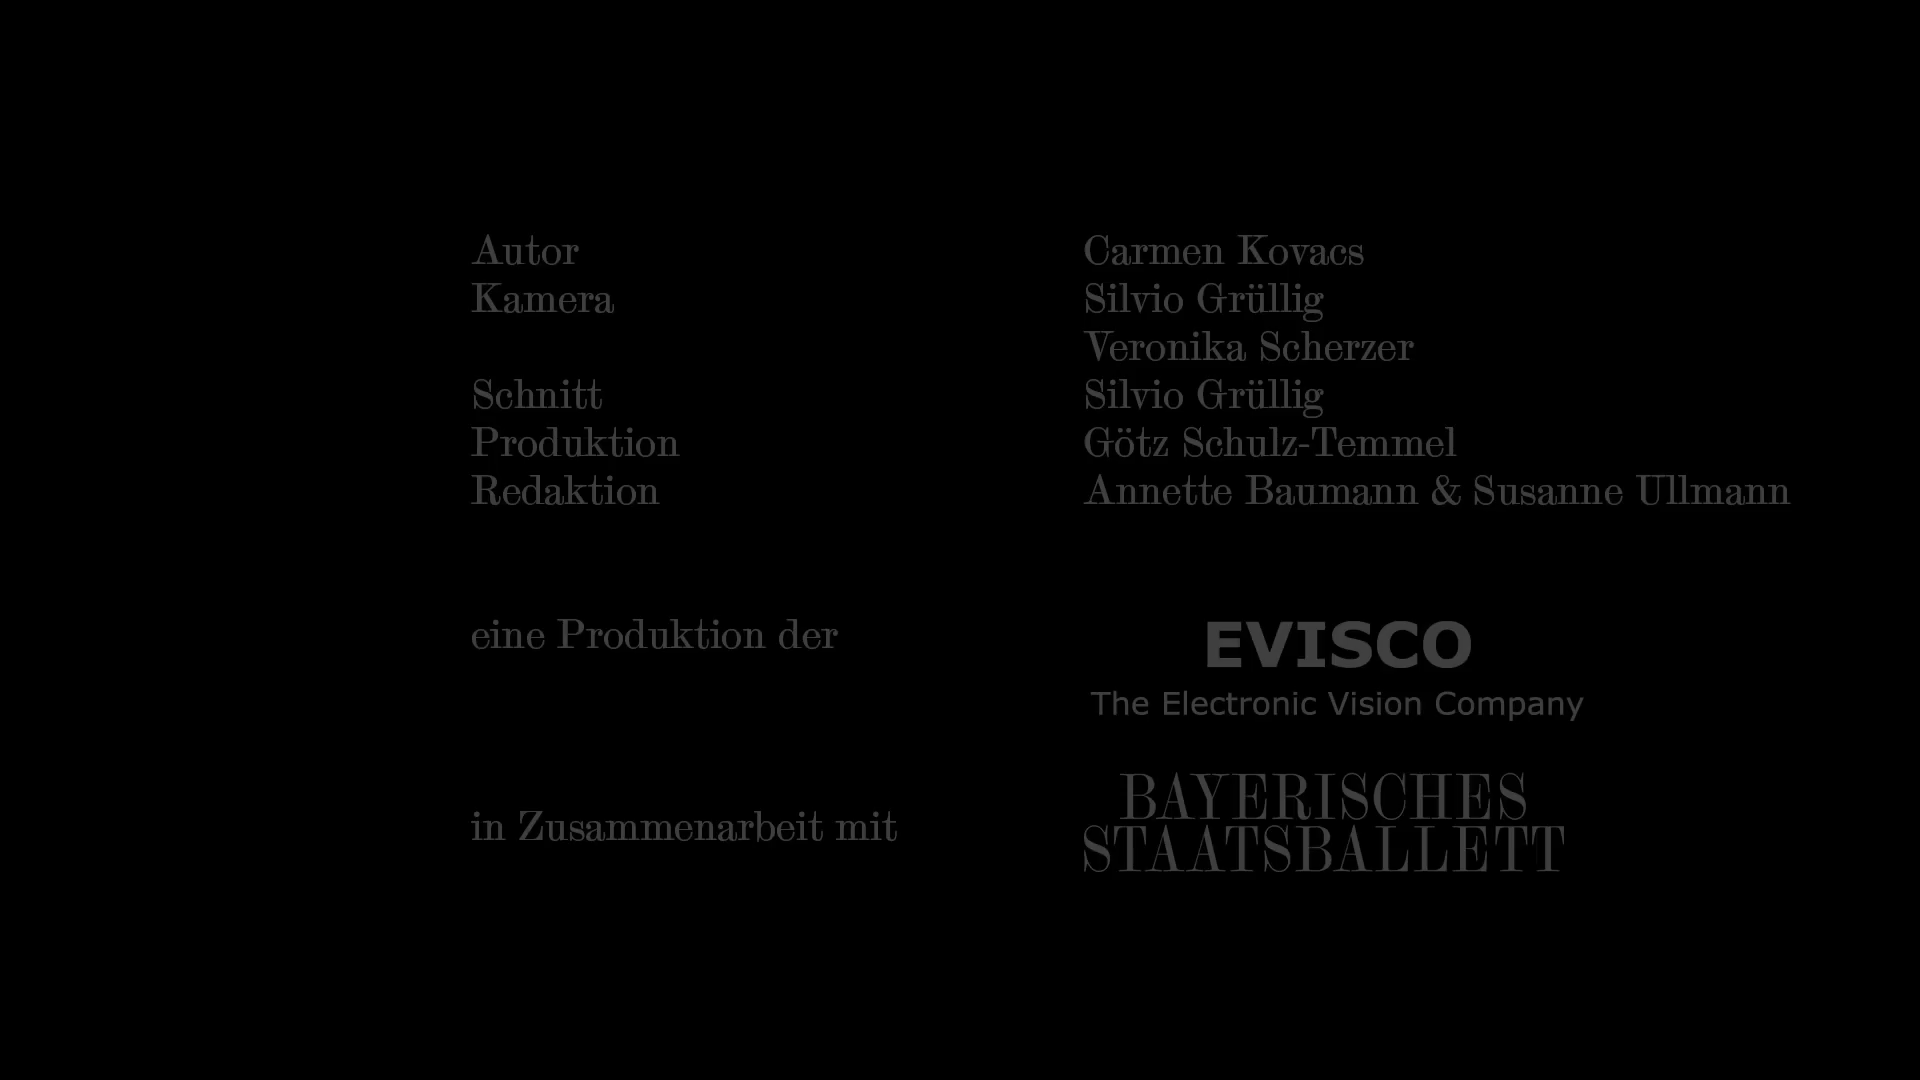 Autor Carmen Kovacs
Kamera Silvio Grüllig
Veronika Scherzer
Schnitt Silvio Grüllig
Produktion Götz Schulz-Temmel
Redaktion Annette Baumann & Susanne Ullmann
eine Produktion der EVISCO
The Electronic Vision Company
in Zusammenarbeit mit BAYERISCHES
STAATSBALLETT